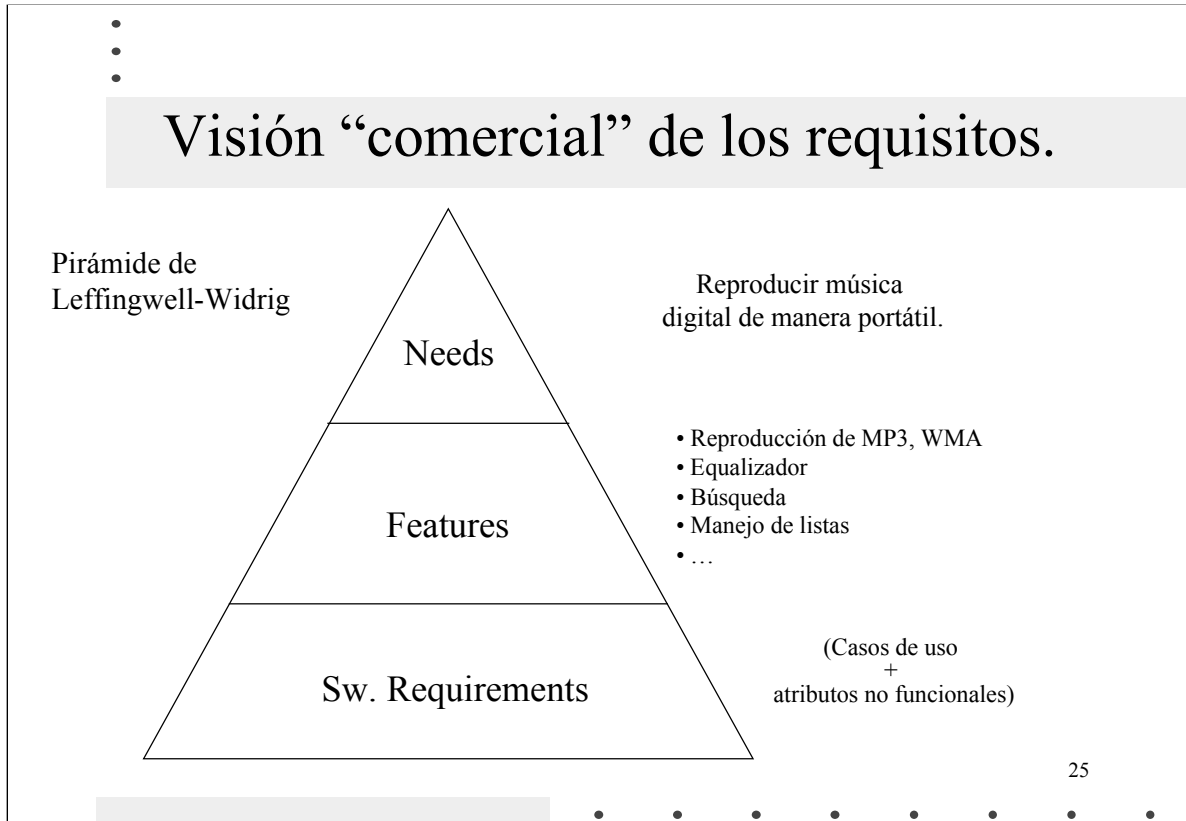 Visión “comercial” de los requisitos.
Pirámide de
Leffingwell-Widrig
Reproducir música
digital de manera portátil.
Needs
• Reproducción de MP3, WMA
• Equalizador
• Búsqueda
• Manejo de listas
• …
Features
(Casos de uso
+
atributos no funcionales)
Sw. Requirements
25